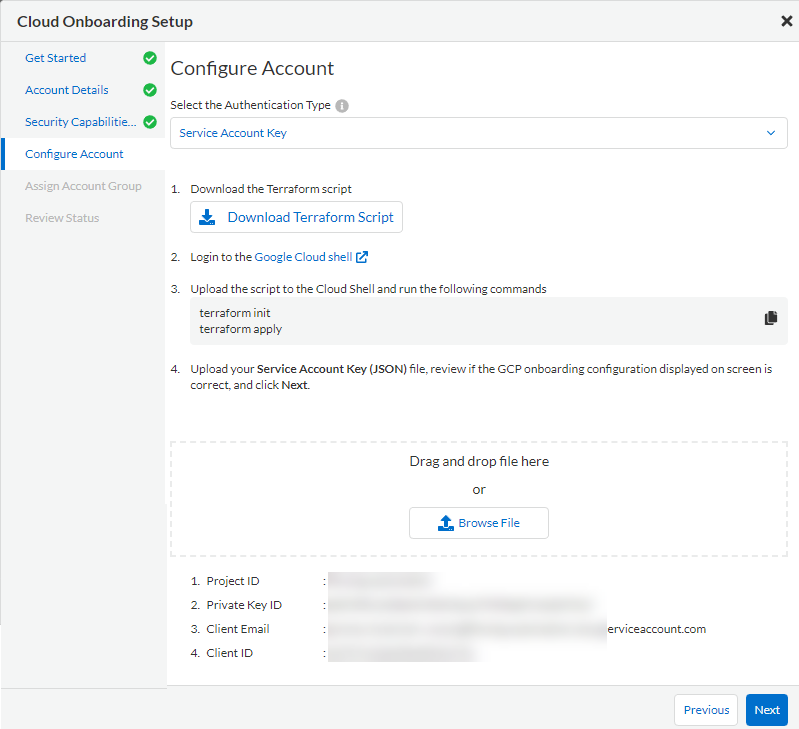 Cloud Onboarding Setup
Get Started
Account Details
Security Capabilitie...
Configure Account
Assign Account Group
Review Status
Configure Account
Select the Authentication Type
Service Account Key
1. Download the Terraform script
Download Terraform Script
2. Login to the Google Cloud shell
3. Upload the script to the Cloud Shell and run the following commands
terraform init
terraform apply
4. Upload your Service Account Key (JSON) file, review if the GCP onboarding configuration displayed on screen is
correct, and click Next.
Drag and drop file here
or
Browse File
1. Project ID :
2. Private Key ID :
3. Client Email : erviceaccount.com
4. Client ID :
Previous
Next